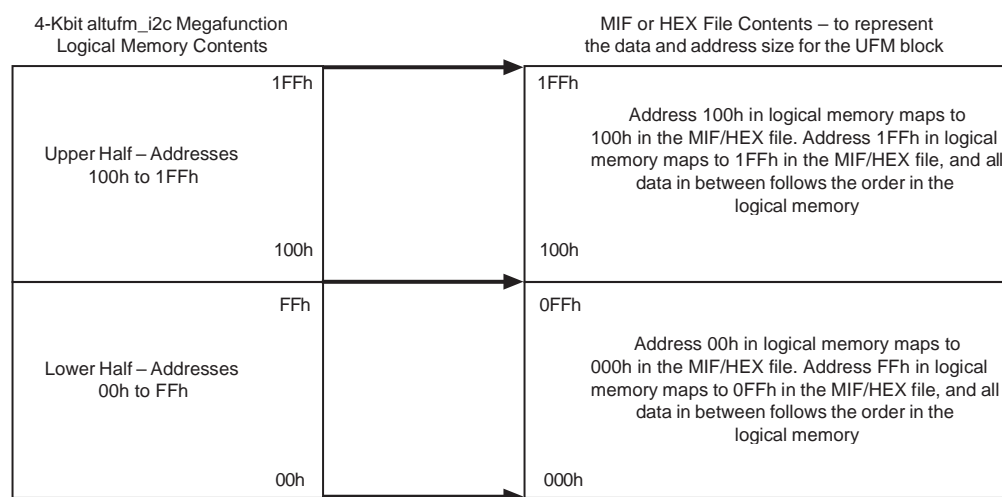 4-Kbit altufm_i2c Megafunction
Logical Memory Contents
MIF or HEX File Contents – to represent
the data and address size for the UFM block
1FFh
1FFh
Upper Half – Addresses
100h to 1FFh
Address 100h in logical memory maps to
100h in the MIF/HEX file. Address 1FFh in logical
memory maps to 1FFh in the MIF/HEX file, and all
data in between follows the order in the
logical memory
100h
100h
FFh
0FFh
Lower Half – Addresses
00h to FFh
Address 00h in logical memory maps to
000h in the MIF/HEX file. Address FFh in logical
memory maps to 0FFh in the MIF/HEX file, and all
data in between follows the order in the
logical memory
00h
000h